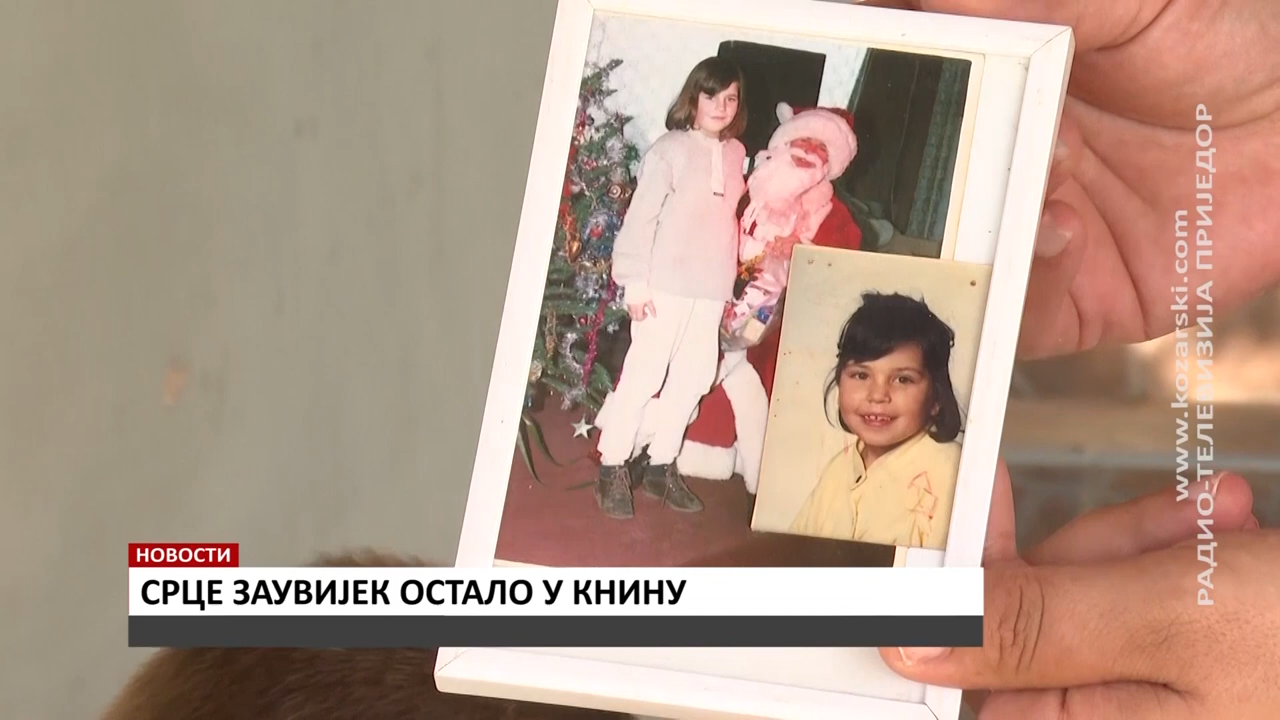 НОВОСТИ
СРЦЕ ЗАУВИЈЕК ОСТАЛО У КНИНУ
www.kozarski.com
РАДИО-ТЕЛЕВИЗИЈА ПРИЈЕДОР